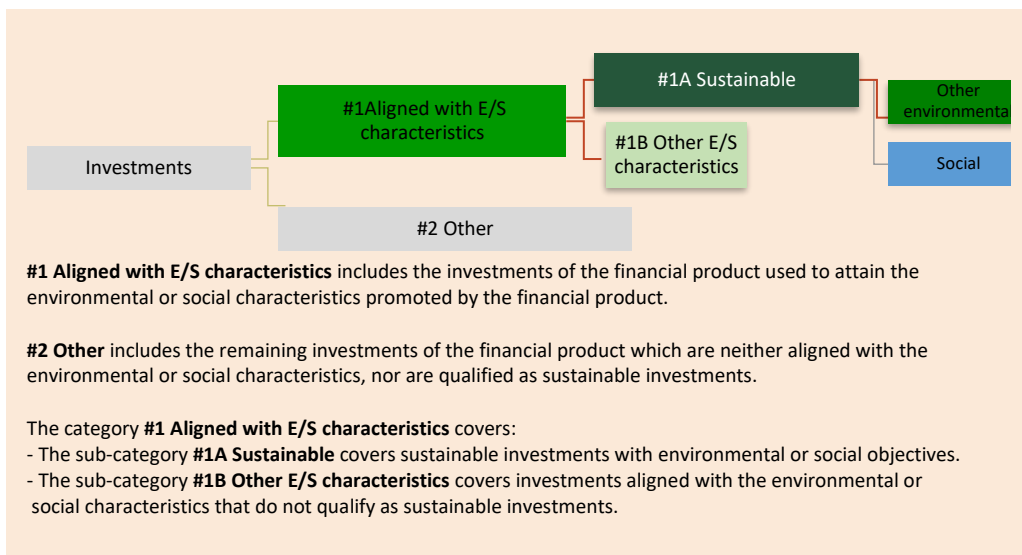 #1A Sustainable
Other
environmental
#1Aligned with E/S
characteristics
#1B Other E/S
characteristics
Investments
Social
#2 Other
#1 Aligned with E/S characteristics includes the investments of the financial product used to attain the
environmental or social characteristics promoted by the financial product.
#2 Other includes the remaining investments of the financial product which are neither aligned with the
environmental or social characteristics, nor are qualified as sustainable investments.
The category #1 Aligned with E/S characteristics covers:
- The sub-category #1A Sustainable covers sustainable investments with environmental or social objectives.
- The sub-category #1B Other E/S characteristics covers investments aligned with the environmental or
social characteristics that do not qualify as sustainable investments.